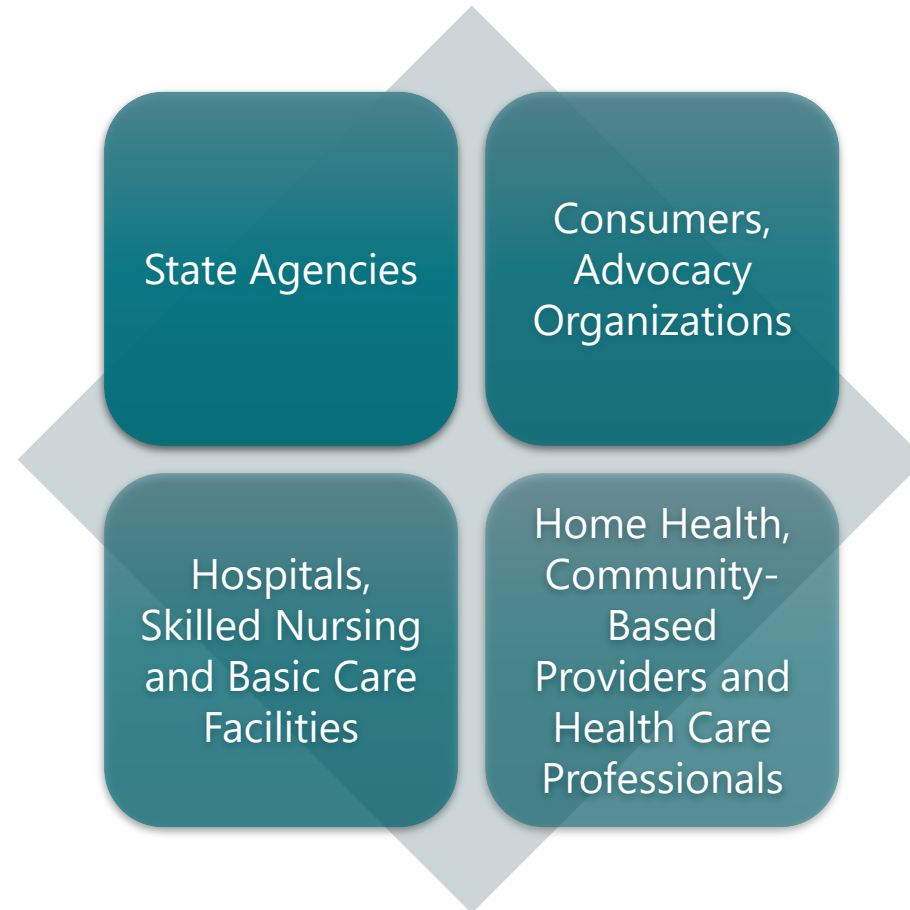 State Agencies
Consumers,
Advocacy
Organizations
Hospitals,
Skilled Nursing
and Basic Care
Facilities
Home Health,
Community-
Based
Providers and
Health Care
Professionals